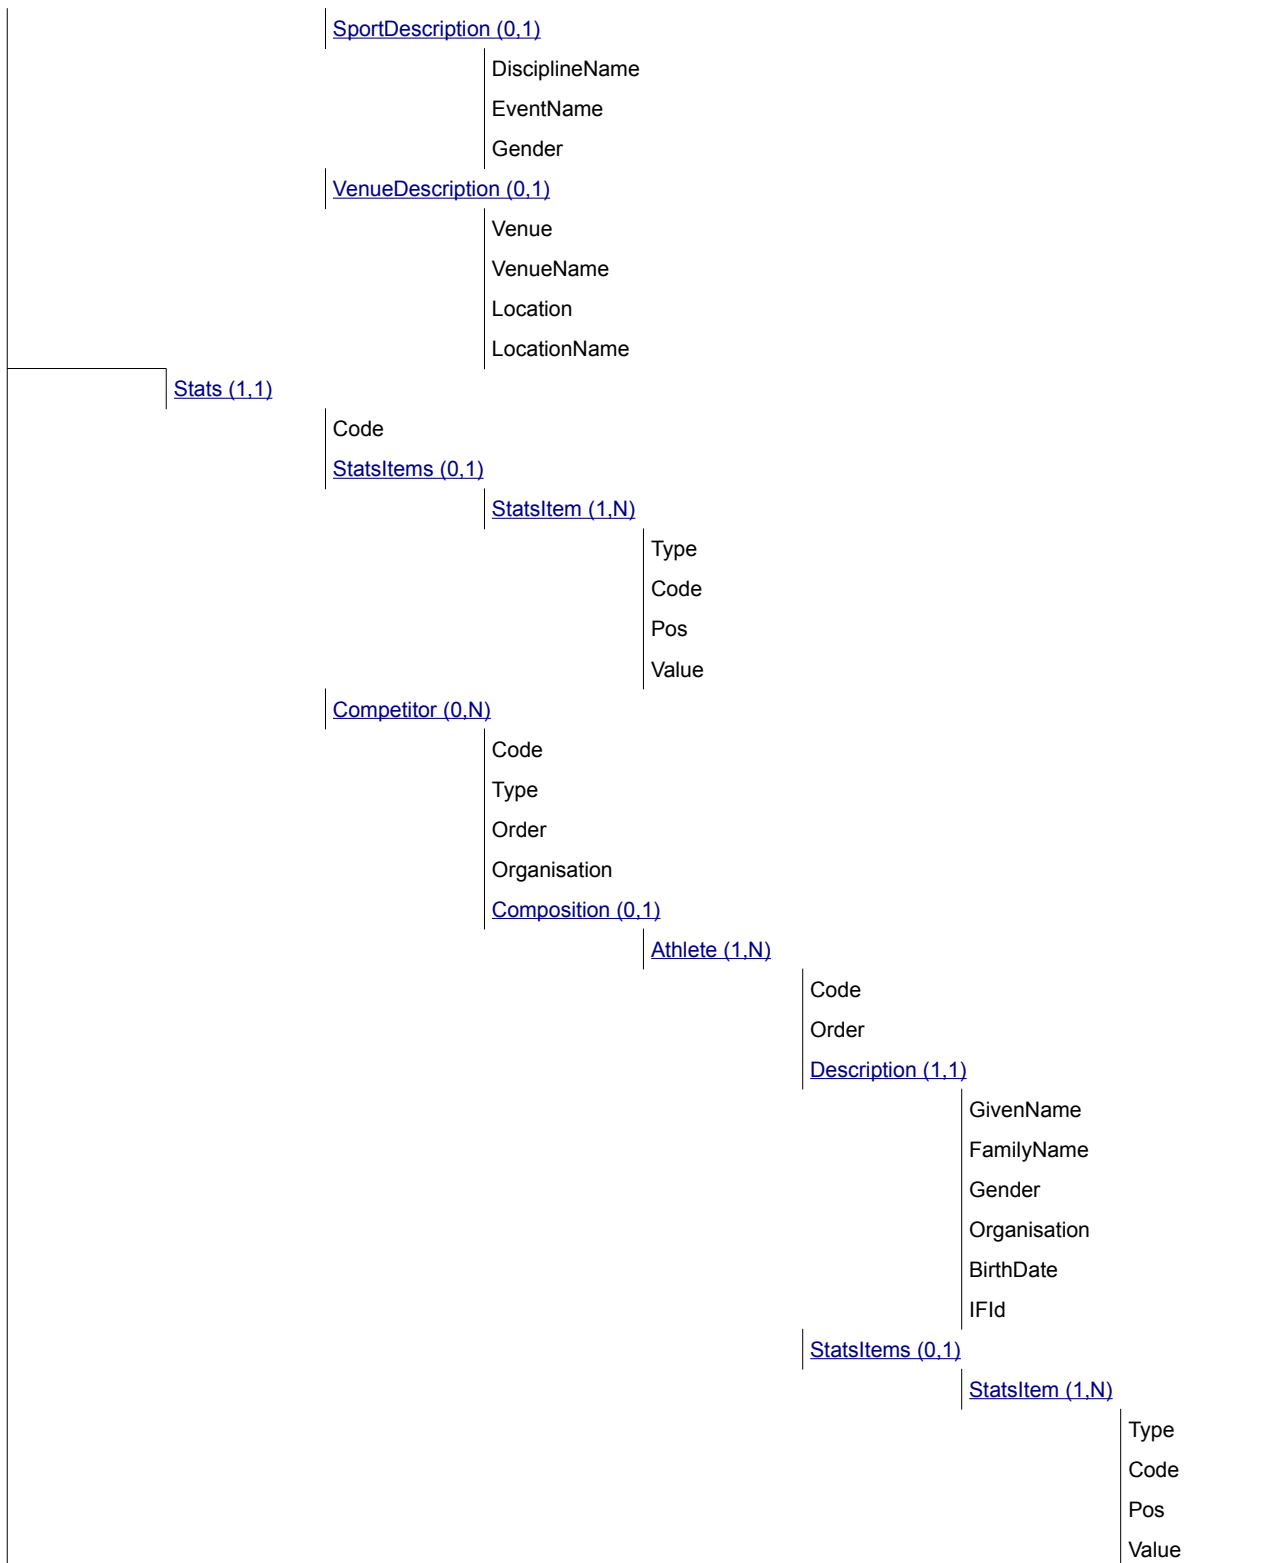 SportDescription (0,1)
DisciplineName
EventName
Gender
VenueDescription (0,1)
Venue
VenueName
Location
LocationName
Stats (1,1)
Code
StatsItems (0,1)
StatsItem (1,N)
Type
Code
Pos
Value
Competitor (0,N)
Code
Type
Order
Organisation
Composition (0,1)
Athlete (1,N)
Code
Order
Description (1,1)
GivenName
FamilyName
Gender
Organisation
BirthDate
IFId
StatsItems (0,1)
StatsItem (1,N)
Type
Code
Pos
Value